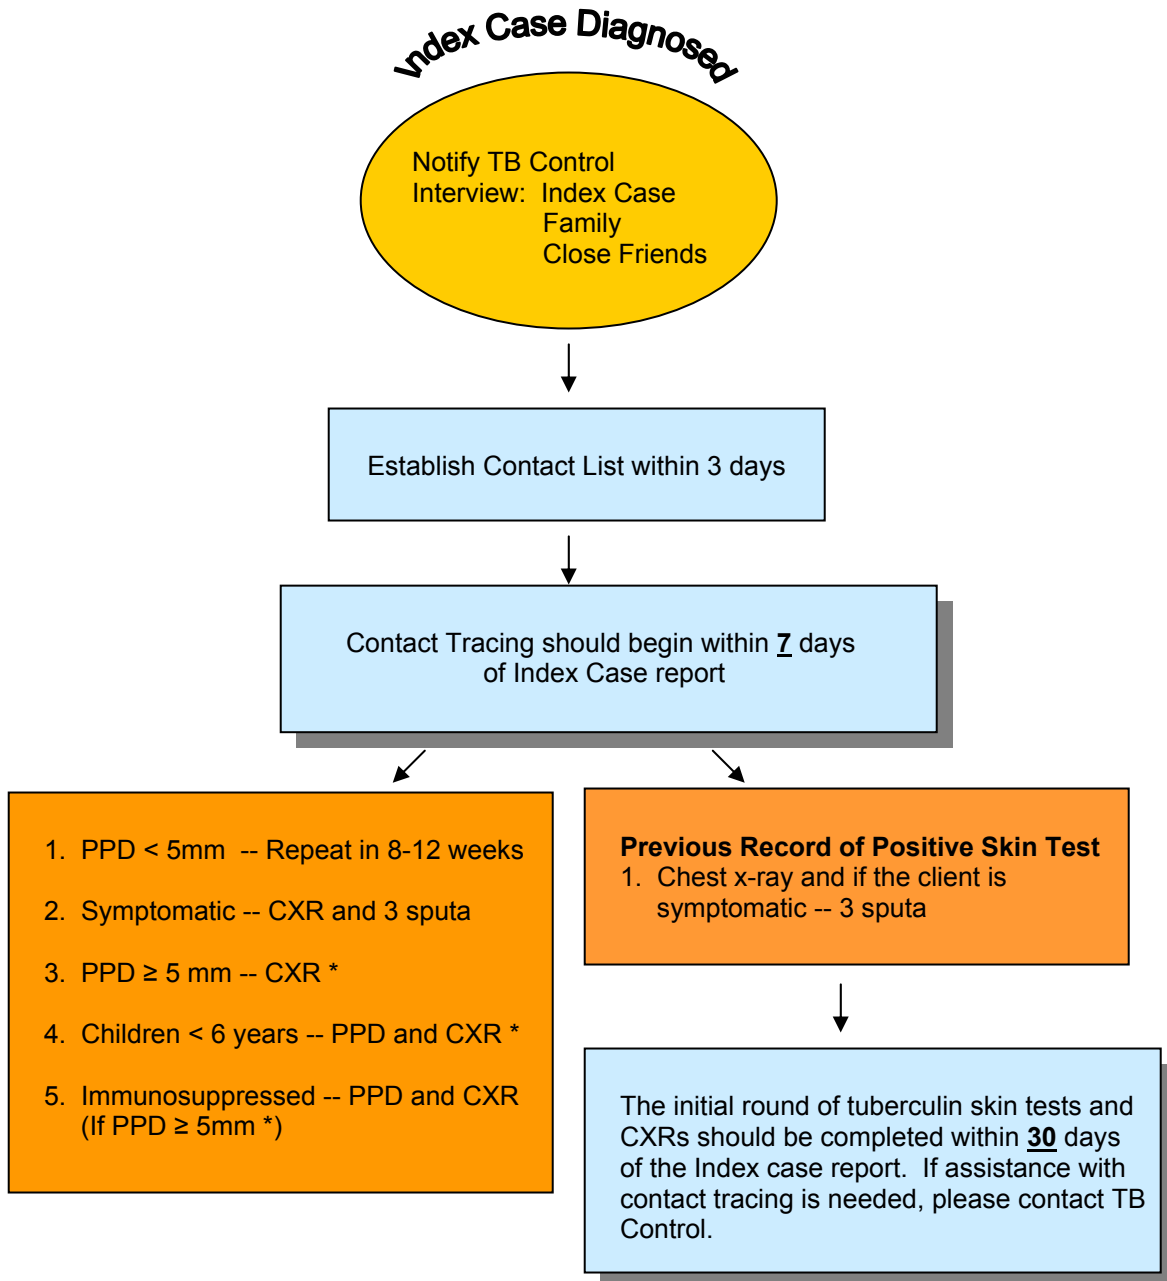 Index Case Diagnosed
Notify TB Control
Interview: Index Case
Family
Close Friends
Establish Contact List within 3 days
Contact Tracing should begin within 7 days
of Index Case report
1. PPD < 5mm -- Repeat in 8-12 weeks
2. Symptomatic -- CXR and 3 sputa
3. PPD ≥ 5 mm -- CXR *
4. Children < 6 years -- PPD and CXR *
5. Immunosuppressed -- PPD and CXR
(If PPD ≥ 5mm *)
Previous Record of Positive Skin Test
1. Chest x-ray and if the client is
symptomatic -- 3 sputa
The initial round of tuberculin skin tests and
CXRs should be completed within 30 days
of the Index case report. If assistance with
contact tracing is needed, please contact TB
Control.